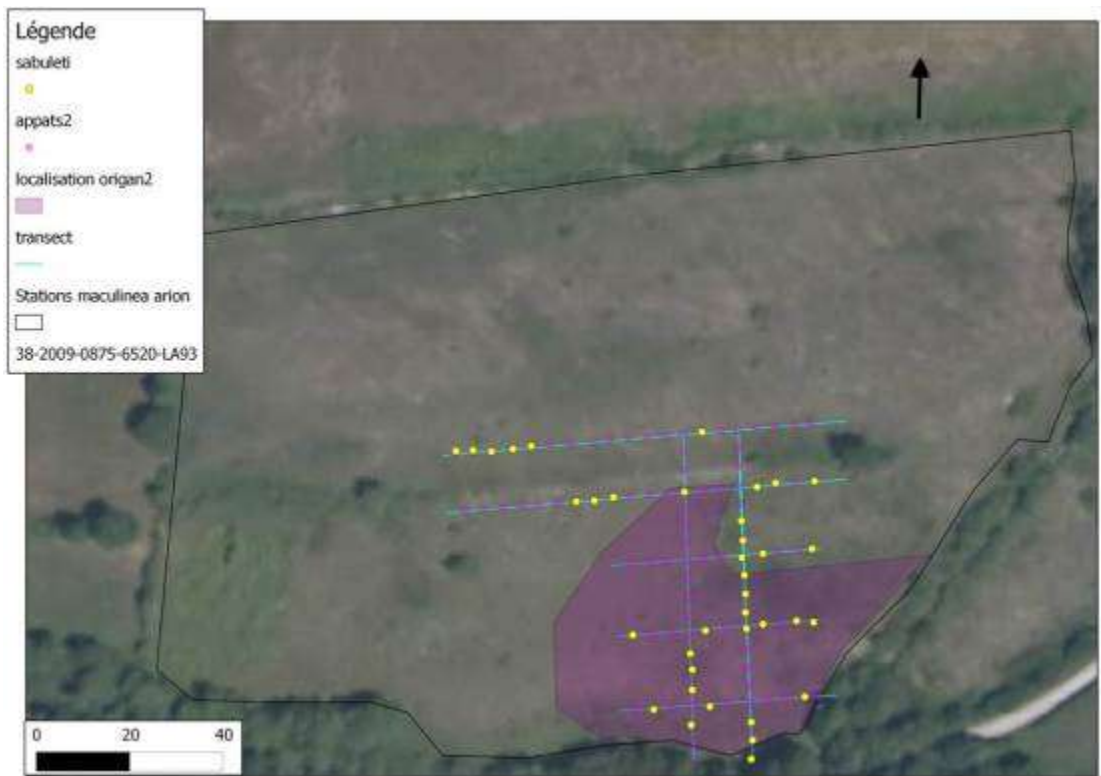 Légende
sabuleti
appats2
localisation origan2
transect
Stations maculinea arion
38-2009-0875-6520-LA93
0 20 40